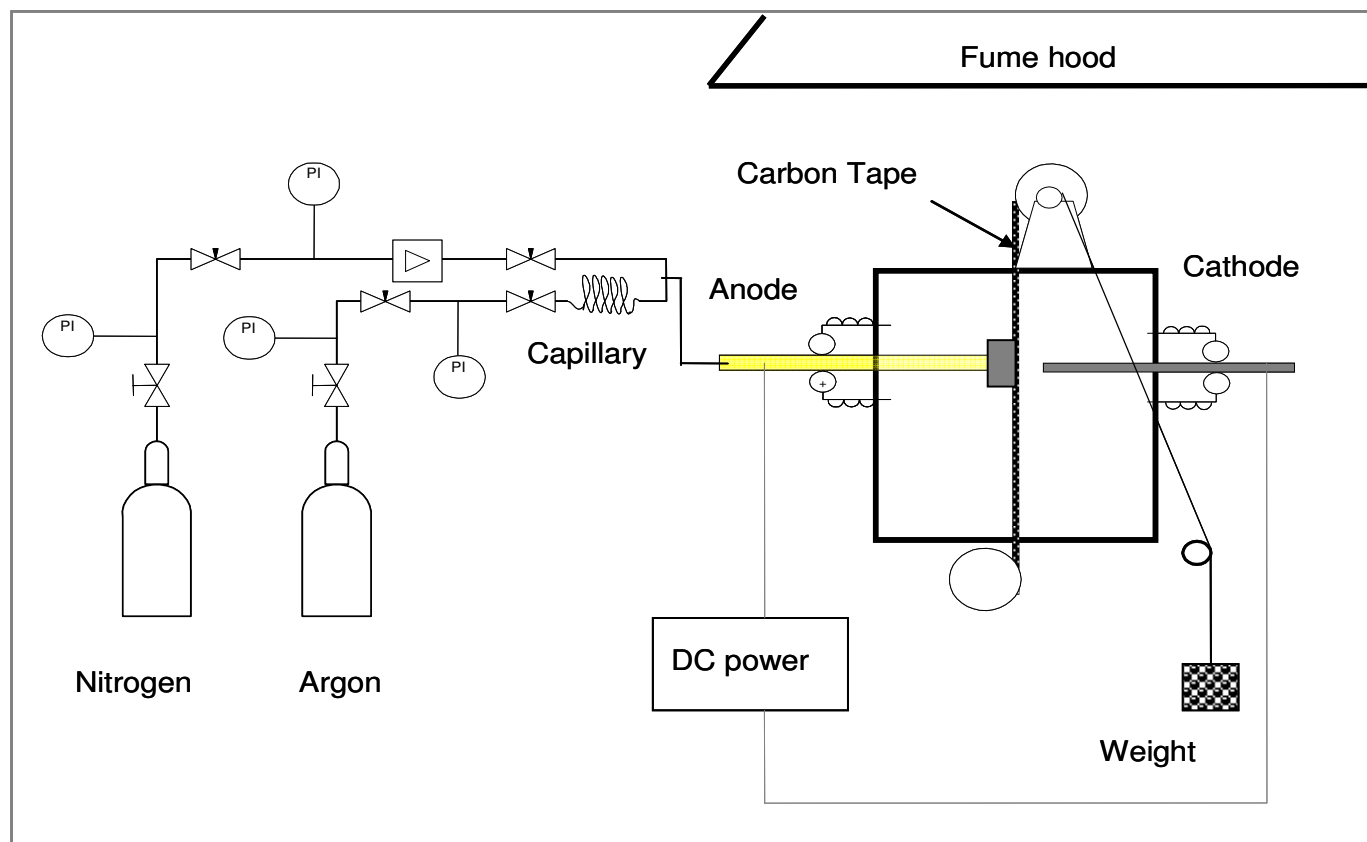 Fume hood
PI
Carbon Tape
Cathode
Anode
PI
PI
Capillary
PI
+
DC power
Nitrogen
Argon
Weight